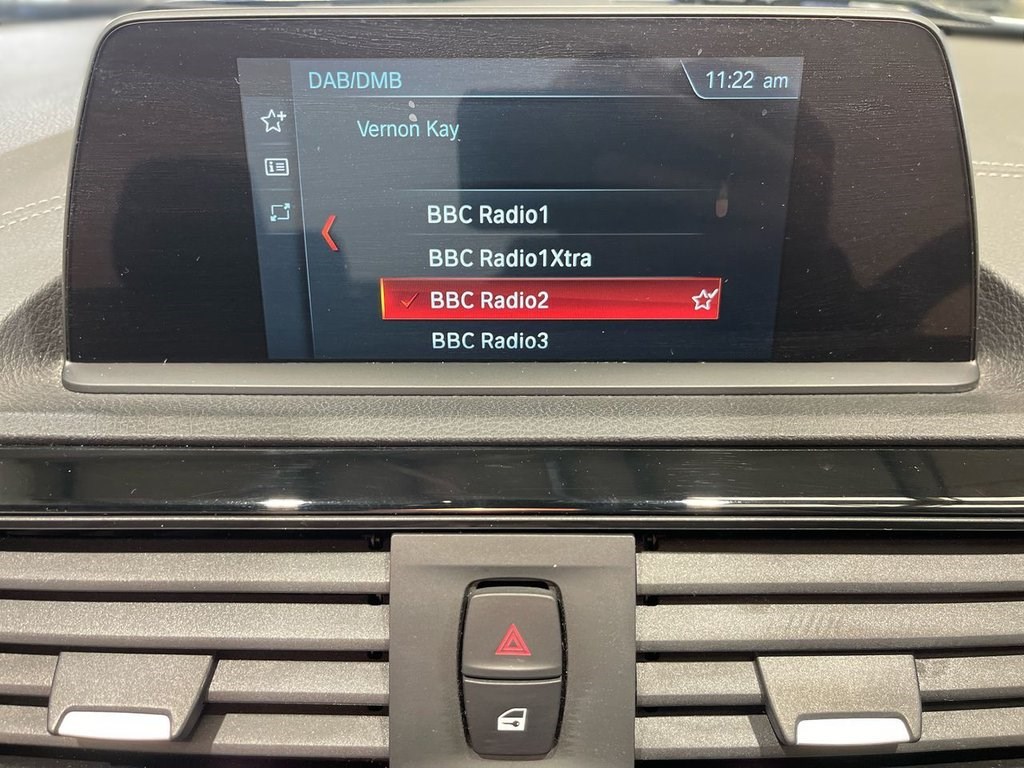 DAB/DMB
11:22 am
Vernon Kay
BBC Radio1
BBC Radio1Xtra
BBC Radio2
BBC Radio3